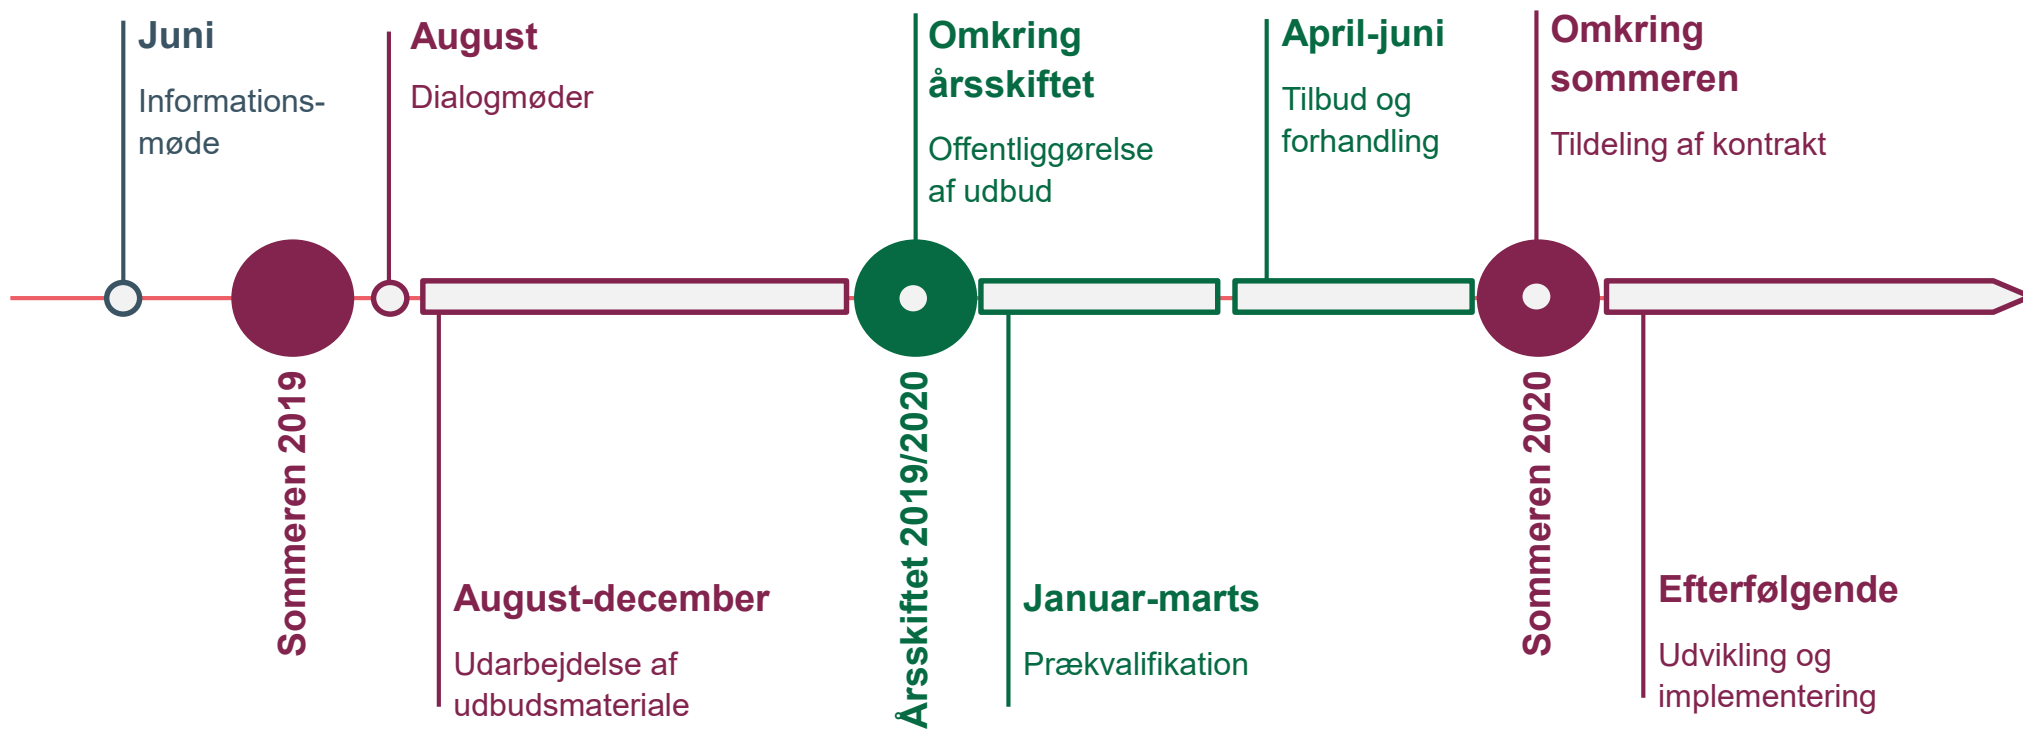 Juni
Informations-
møde
August
Dialogmøder
Omkring
årsskiftet
Offentliggørelse
af udbud
April-juni
Tilbud og
forhandling
Omkring
sommeren
Tildeling af kontrakt
Sommeren 2019
August-december
Udarbejdelse af
udbudsmateriale
Årsskiftet 2019/2020
Januar-marts
Prækvalifikation
Sommeren 2020
Efterfølgende
Udvikling og
implementering